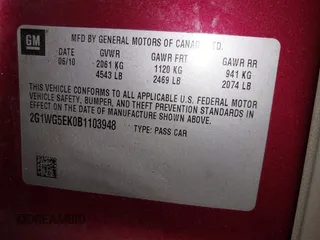 GM
MFD BY GENERAL MOTORS OF CANADA LTD.
DATE GVWR GAWR FRT GAWR RR
06/10 2061 KG 1120 KG 941 KG
4543 LB 2469 LB 2074 LB
THIS VEHICLE CONFORMS TO ALL APPLICABLE U.S. FEDERAL MOTOR
VEHICLE SAFETY, BUMPER, AND THEFT PREVENTION STANDARDS IN
EFFECT ON THE DATE OF MANUFACTURE SHOWN ABOVE.
2G1WG5EK0B1103948 TYPE: PASS CAR